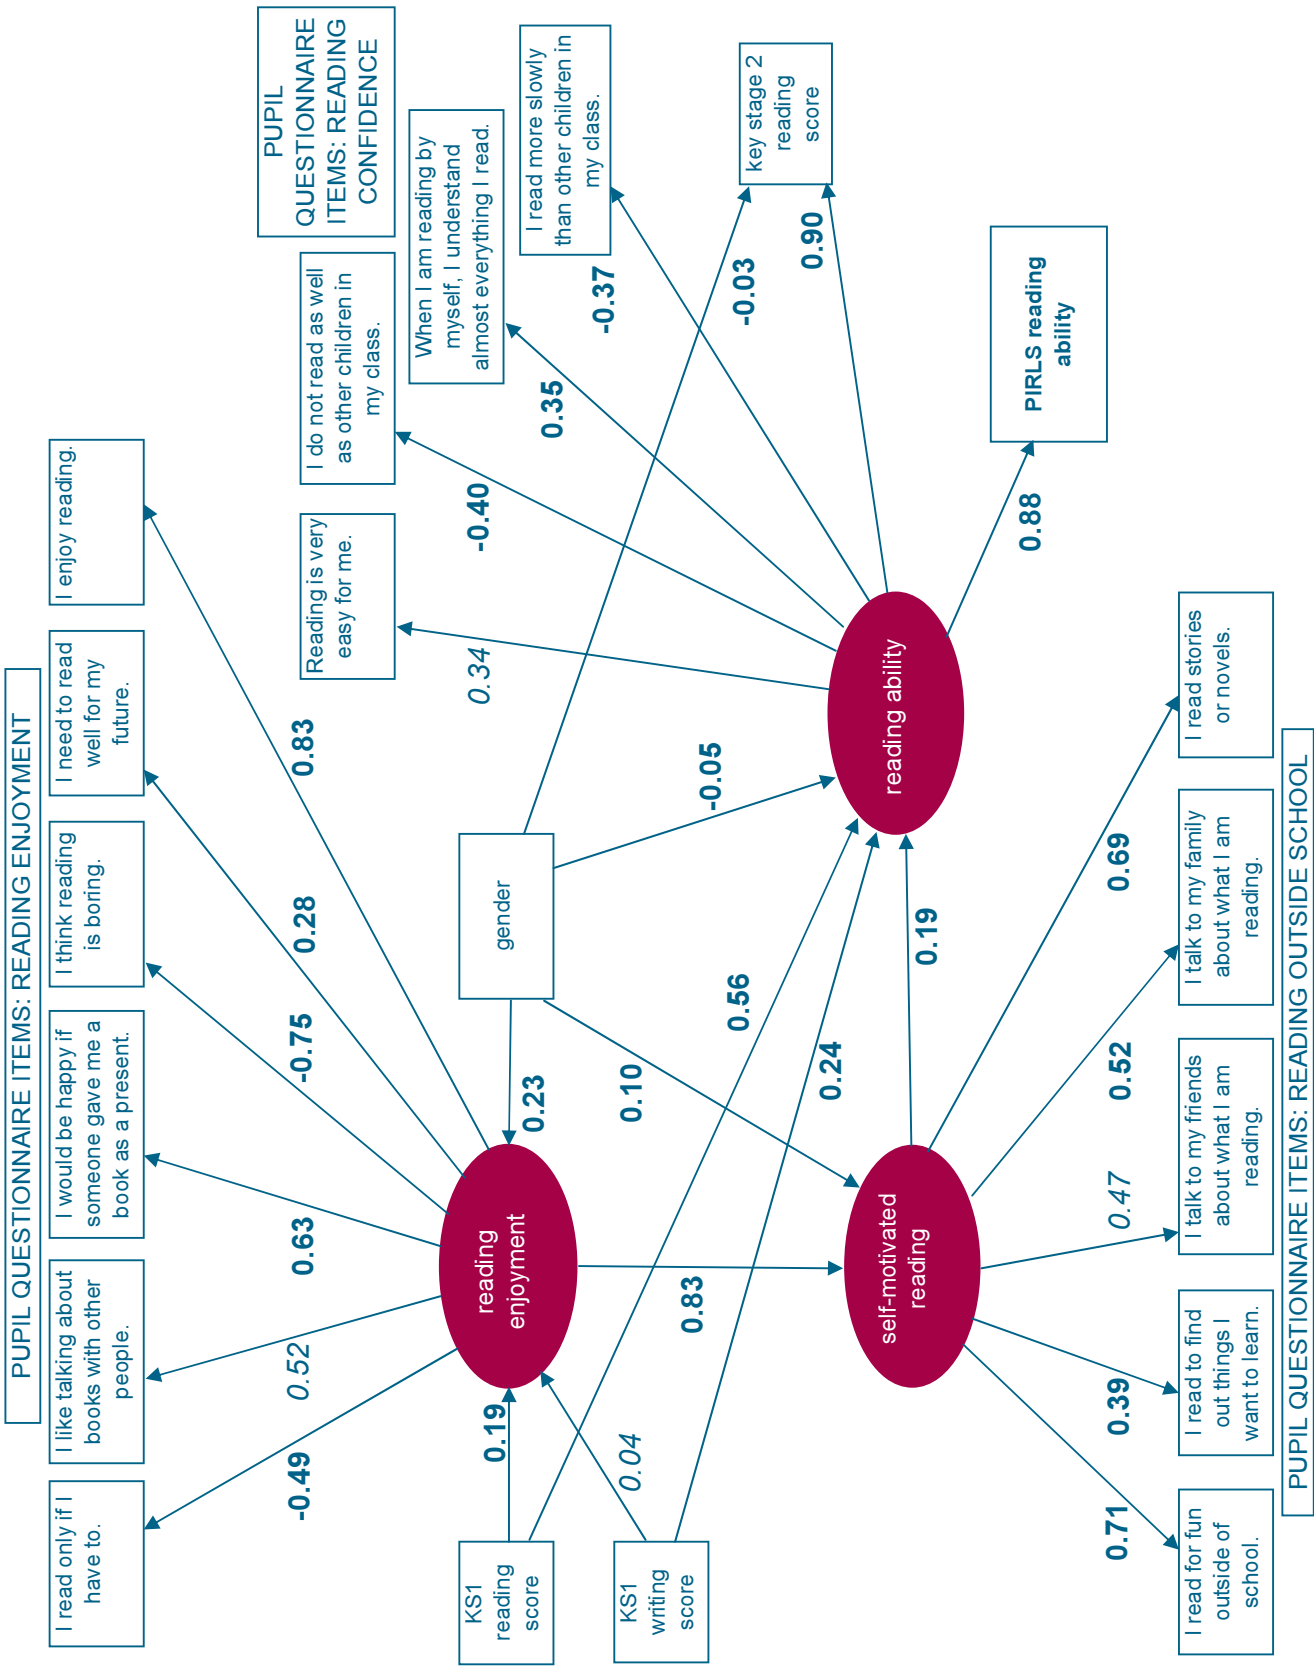 PUPIL QUESTIONNAIRE ITEMS: READING ENJOYMENT
I read only if I
have to.
I like talking about
books with other
people.
I would be happy if
someone gave me a
book as a present.
I think reading
is boring.
I need to read
well for my
future.
I enjoy reading.
-0.49
0.52
0.63
-0.75
0.28
0.83
PUPIL
QUESTIONNAIRE
ITEMS: READING
CONFIDENCE
Reading is very
easy for me.
I do not read as well
as other children in
my class.
When I am reading by
myself, I understand
almost everything I read.
I read more slowly
than other children in
my class.
key stage 2
reading
score
0.34
-0.40
0.35
-0.37
-0.03
0.90
KS1
reading
score
KS1
writing
score
0.19
0.04
reading
enjoyment
0.23
gender
0.10
-0.05
0.56
0.24
0.83
0.19
reading ability
0.88
PIRLS reading
ability
self-motivated
reading
0.71
0.39
0.47
0.52
0.69
I read for fun
outside of
school.
I read to find
out things I
want to learn.
I talk to my friends
about what I am
reading.
I talk to my family
about what I am
reading.
I read stories
or novels.
PUPIL QUESTIONNAIRE ITEMS: READING OUTSIDE SCHOOL